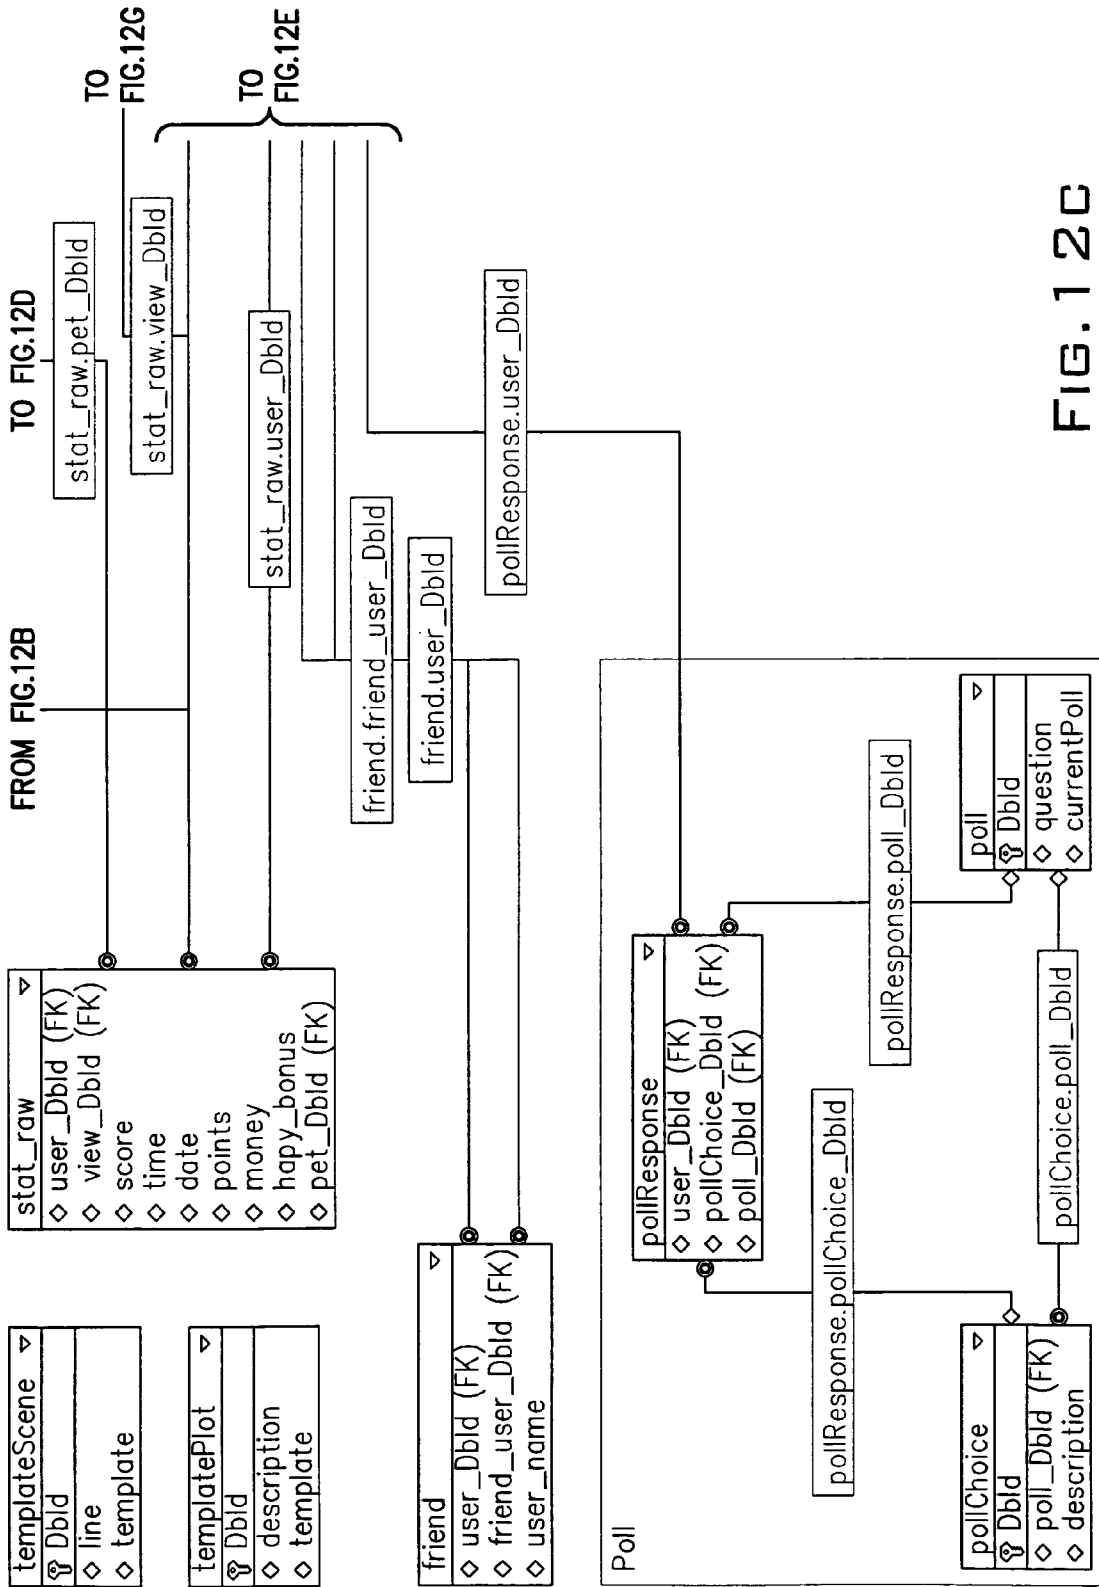 templateScene
DbId
line
template
templatePlot
DbId
description
template
friend
user_DbId (FK)
friend_user_DbId (FK)
user_name
stat_raw
user_DbId (FK)
view_DbId (FK)
score
time
date
points
money
hapy_bonus
pet_DbId (FK)
FROM FIG.12B
TO FIG.12D
TO
FIG.12G
TO
FIG.12E
stat_raw.pet_DbId
stat_raw.view_DbId
stat_raw.user_DbId
friend.friend_user_DbId
friend.user_DbId
pollResponse.user_DbId
Poll
pollResponse
user_DbId (FK)
pollChoice_DbId (FK)
poll_DbId (FK)
pollResponse.pollChoice_DbId
pollResponse.poll_DbId
pollChoice
DbId
poll_DbId (FK)
description
pollChoice.poll_DbId
poll
DbId
question
currentPoll
FIG. 12C